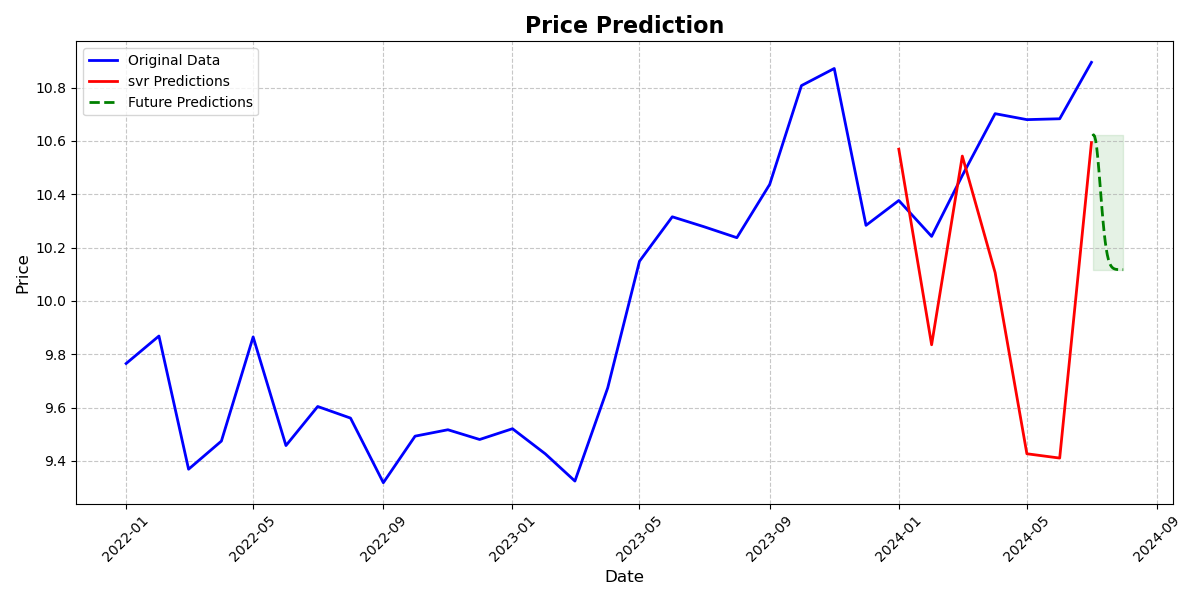 Price Prediction
Original Data
svr Predictions
Future Predictions
Price
10.8
10.6
10.4
10.2
10.0
9.8
9.6
9.4
2022-01
2022-05
2022-09
2023-01
2023-05
2023-09
2024-01
2024-05
2024-09
Date